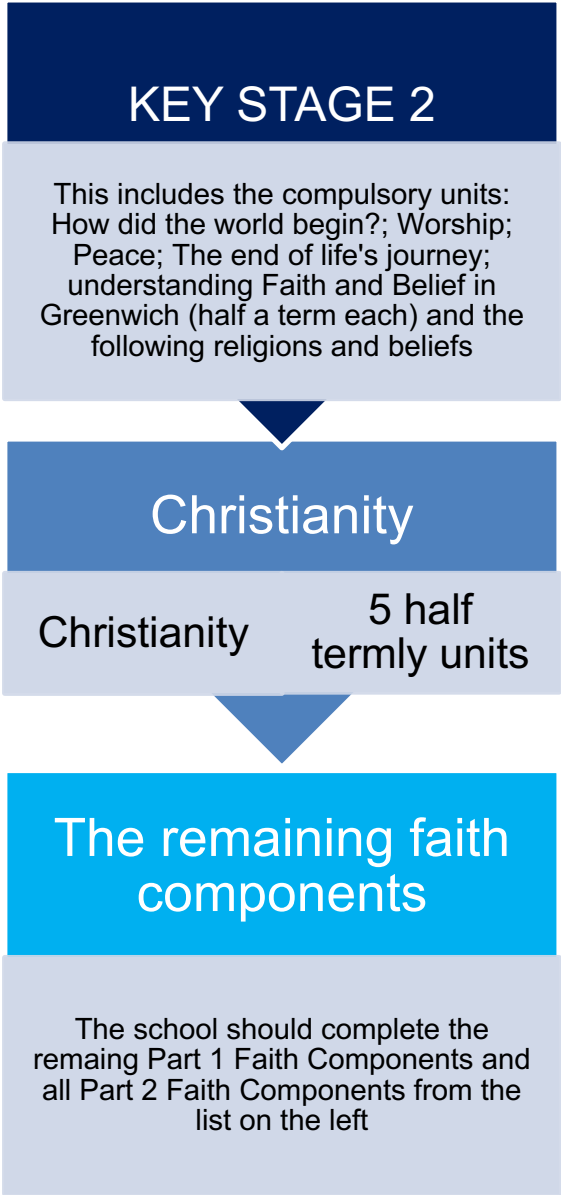 KEY STAGE 2
This includes the compulsory units:
How did the world begin?; Worship;
Peace; The end of life's journey;
understanding Faith and Belief in
Greenwich (half a term each) and the
following religions and beliefs
Christianity
Christianity
5 half
termly units
The remaining faith
components
The school should complete the
remaing Part 1 Faith Components and
all Part 2 Faith Components from the
list on the left